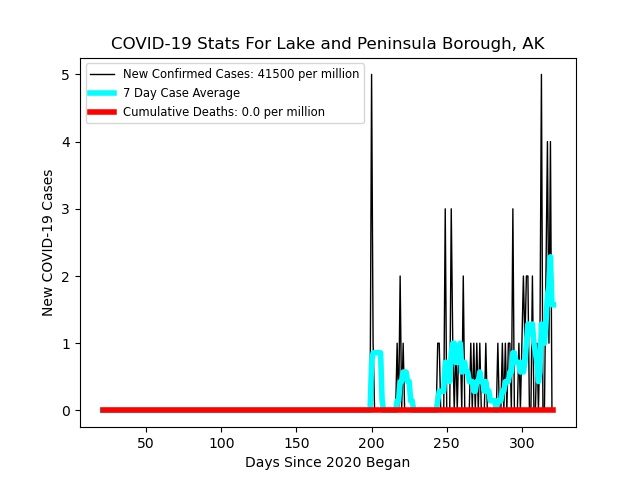 COVID-19 Stats For Lake and Peninsula Borough, AK
New Confirmed Cases: 41500 per million
7 Day Case Average
Cumulative Deaths: 0.0 per million
New COVID-19 Cases
5
4
3
2
1
0
50 100 150 200 250 300
Days Since 2020 Began